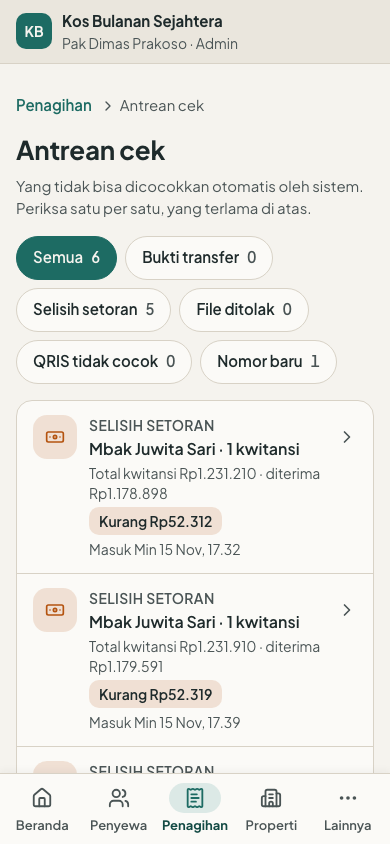 KB
Kos Bulanan Sejahtera
Pak Dimas Prakoso · Admin
Penagihan > Antrean cek
Antrean cek
Yang tidak bisa dicocokkan otomatis oleh sistem.
Periksa satu per satu, yang terlama di atas.
Semua 6 Bukti transfer 0
Selisih setoran 5 File ditolak 0
QRIS tidak cocok 0 Nomor baru 1
SELISIH SETORAN
Mbak Juwita Sari · 1 kwitansi
Total kwitansi Rp1.231.210 · diterima
Rp1.178.898
Kurang Rp52.312
Masuk Min 15 Nov, 17.32
SELISIH SETORAN
Mbak Juwita Sari · 1 kwitansi
Total kwitansi Rp1.231.910 · diterima
Rp1.179.591
Kurang Rp52.319
Masuk Min 15 Nov, 17.39
SELISIH SETORAN
Beranda Penyewa Penagihan Properti Lainnya